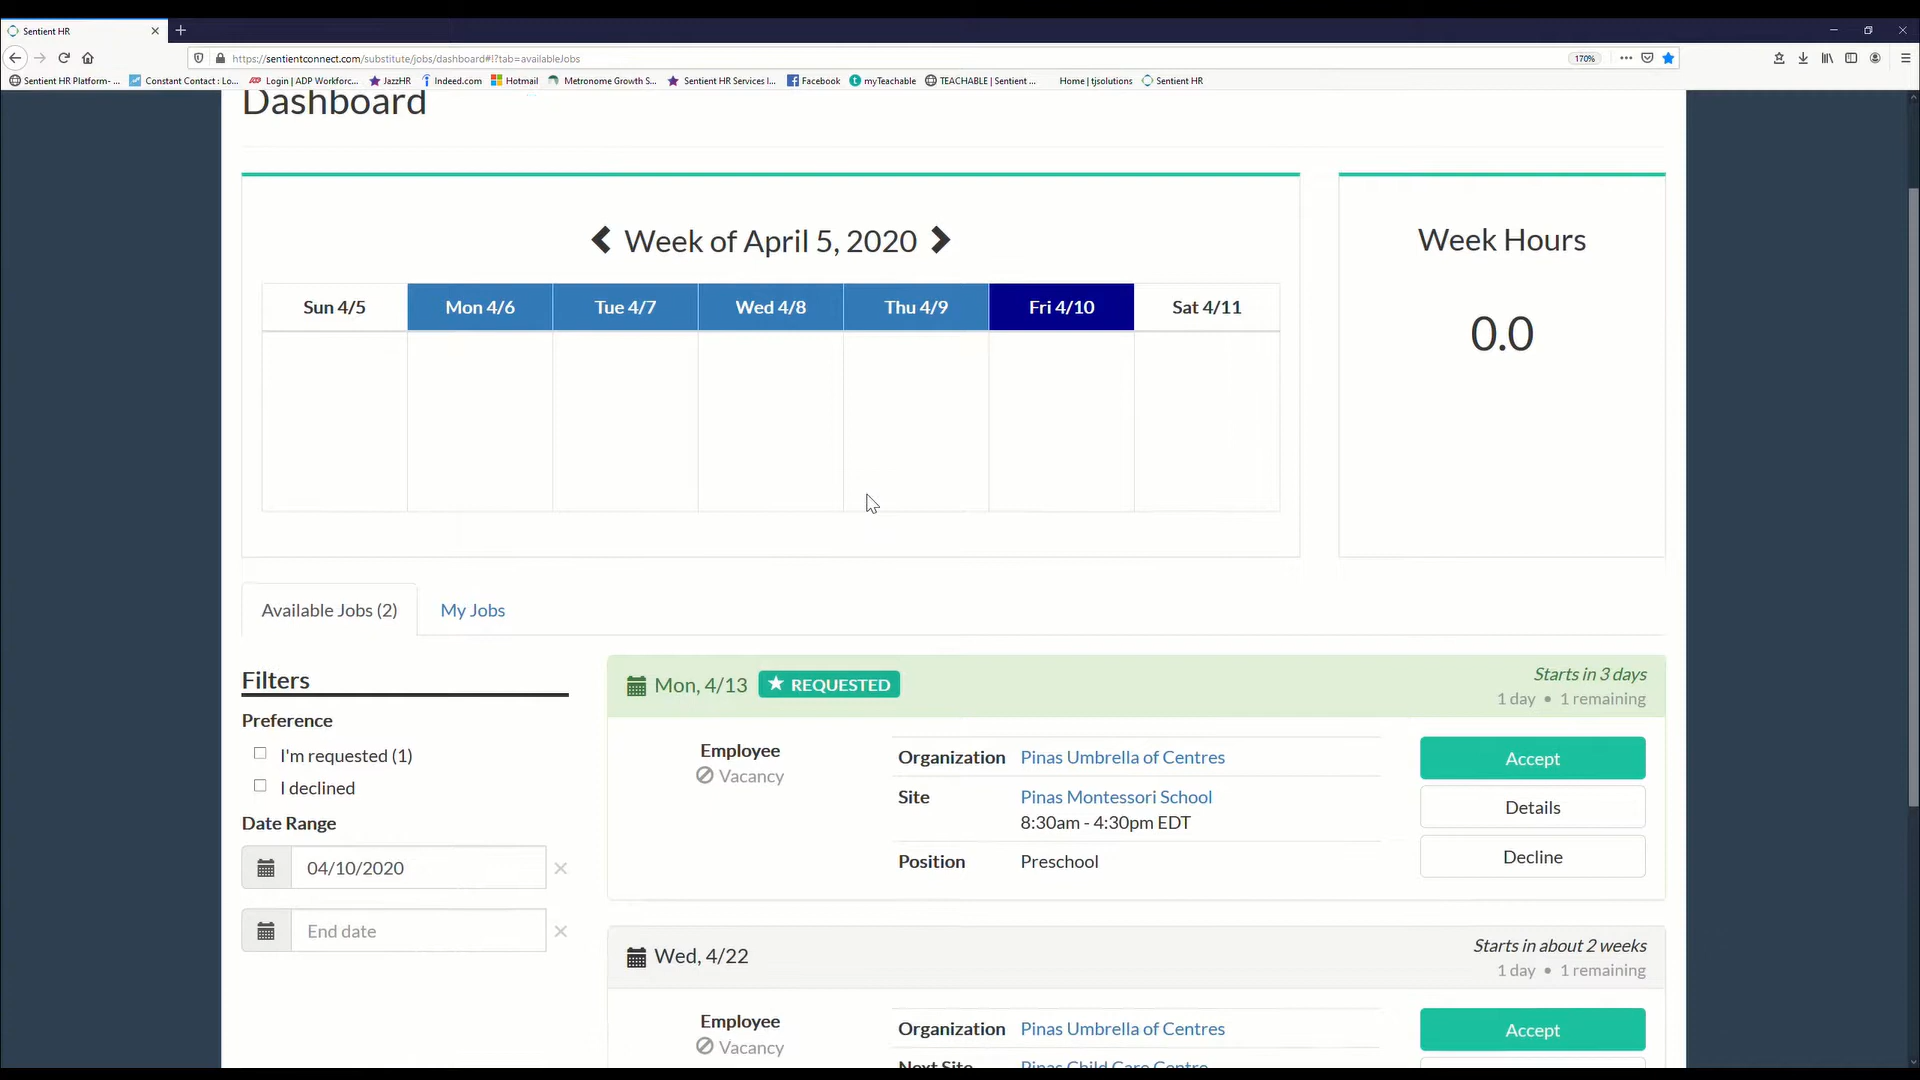 Sentient HR
https://sentientconnect.com/substitute/jobs/dashboard#!?tab=availableJobs
170%
Sentient HR Platform- ...
Constant Contact : Lo...
Login | ADP Workforc...
JazzHR
Indeed.com
Hotmail
Metronome Growth S...
Sentient HR Services I...
Facebook
myTeachable
TEACHABLE | Sentient ...
Home | tjsolutions
Sentient HR
Dashboard
Week of April 5, 2020
Sun 4/5
Mon 4/6
Tue 4/7
Wed 4/8
Thu 4/9
Fri 4/10
Sat 4/11
Week Hours
0.0
Available Jobs (2)
My Jobs
Filters
Preference
I'm requested (1)
I declined
Date Range
04/10/2020
End date
Mon, 4/13
REQUESTED
Starts in 3 days
1 day • 1 remaining
Employee
Vacancy
Organization
Pinas Umbrella of Centres
Site
Pinas Montessori School
8:30am - 4:30pm EDT
Position
Preschool
Accept
Details
Decline
Wed, 4/22
Starts in about 2 weeks
1 day • 1 remaining
Employee
Vacancy
Organization
Pinas Umbrella of Centres
Next Site
Pinas Child Care Centre
Accept